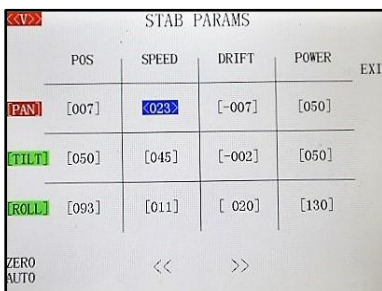 <<V>> STAB PARAMS
POS SPEED DRIFT POWER EXI
[PAN] [007] <023> [-007] [050]
[TILT] [050] [045] [-002] [050]
[ROLL] [093] [011] [ 020] [130]
ZERO << >>
AUTO